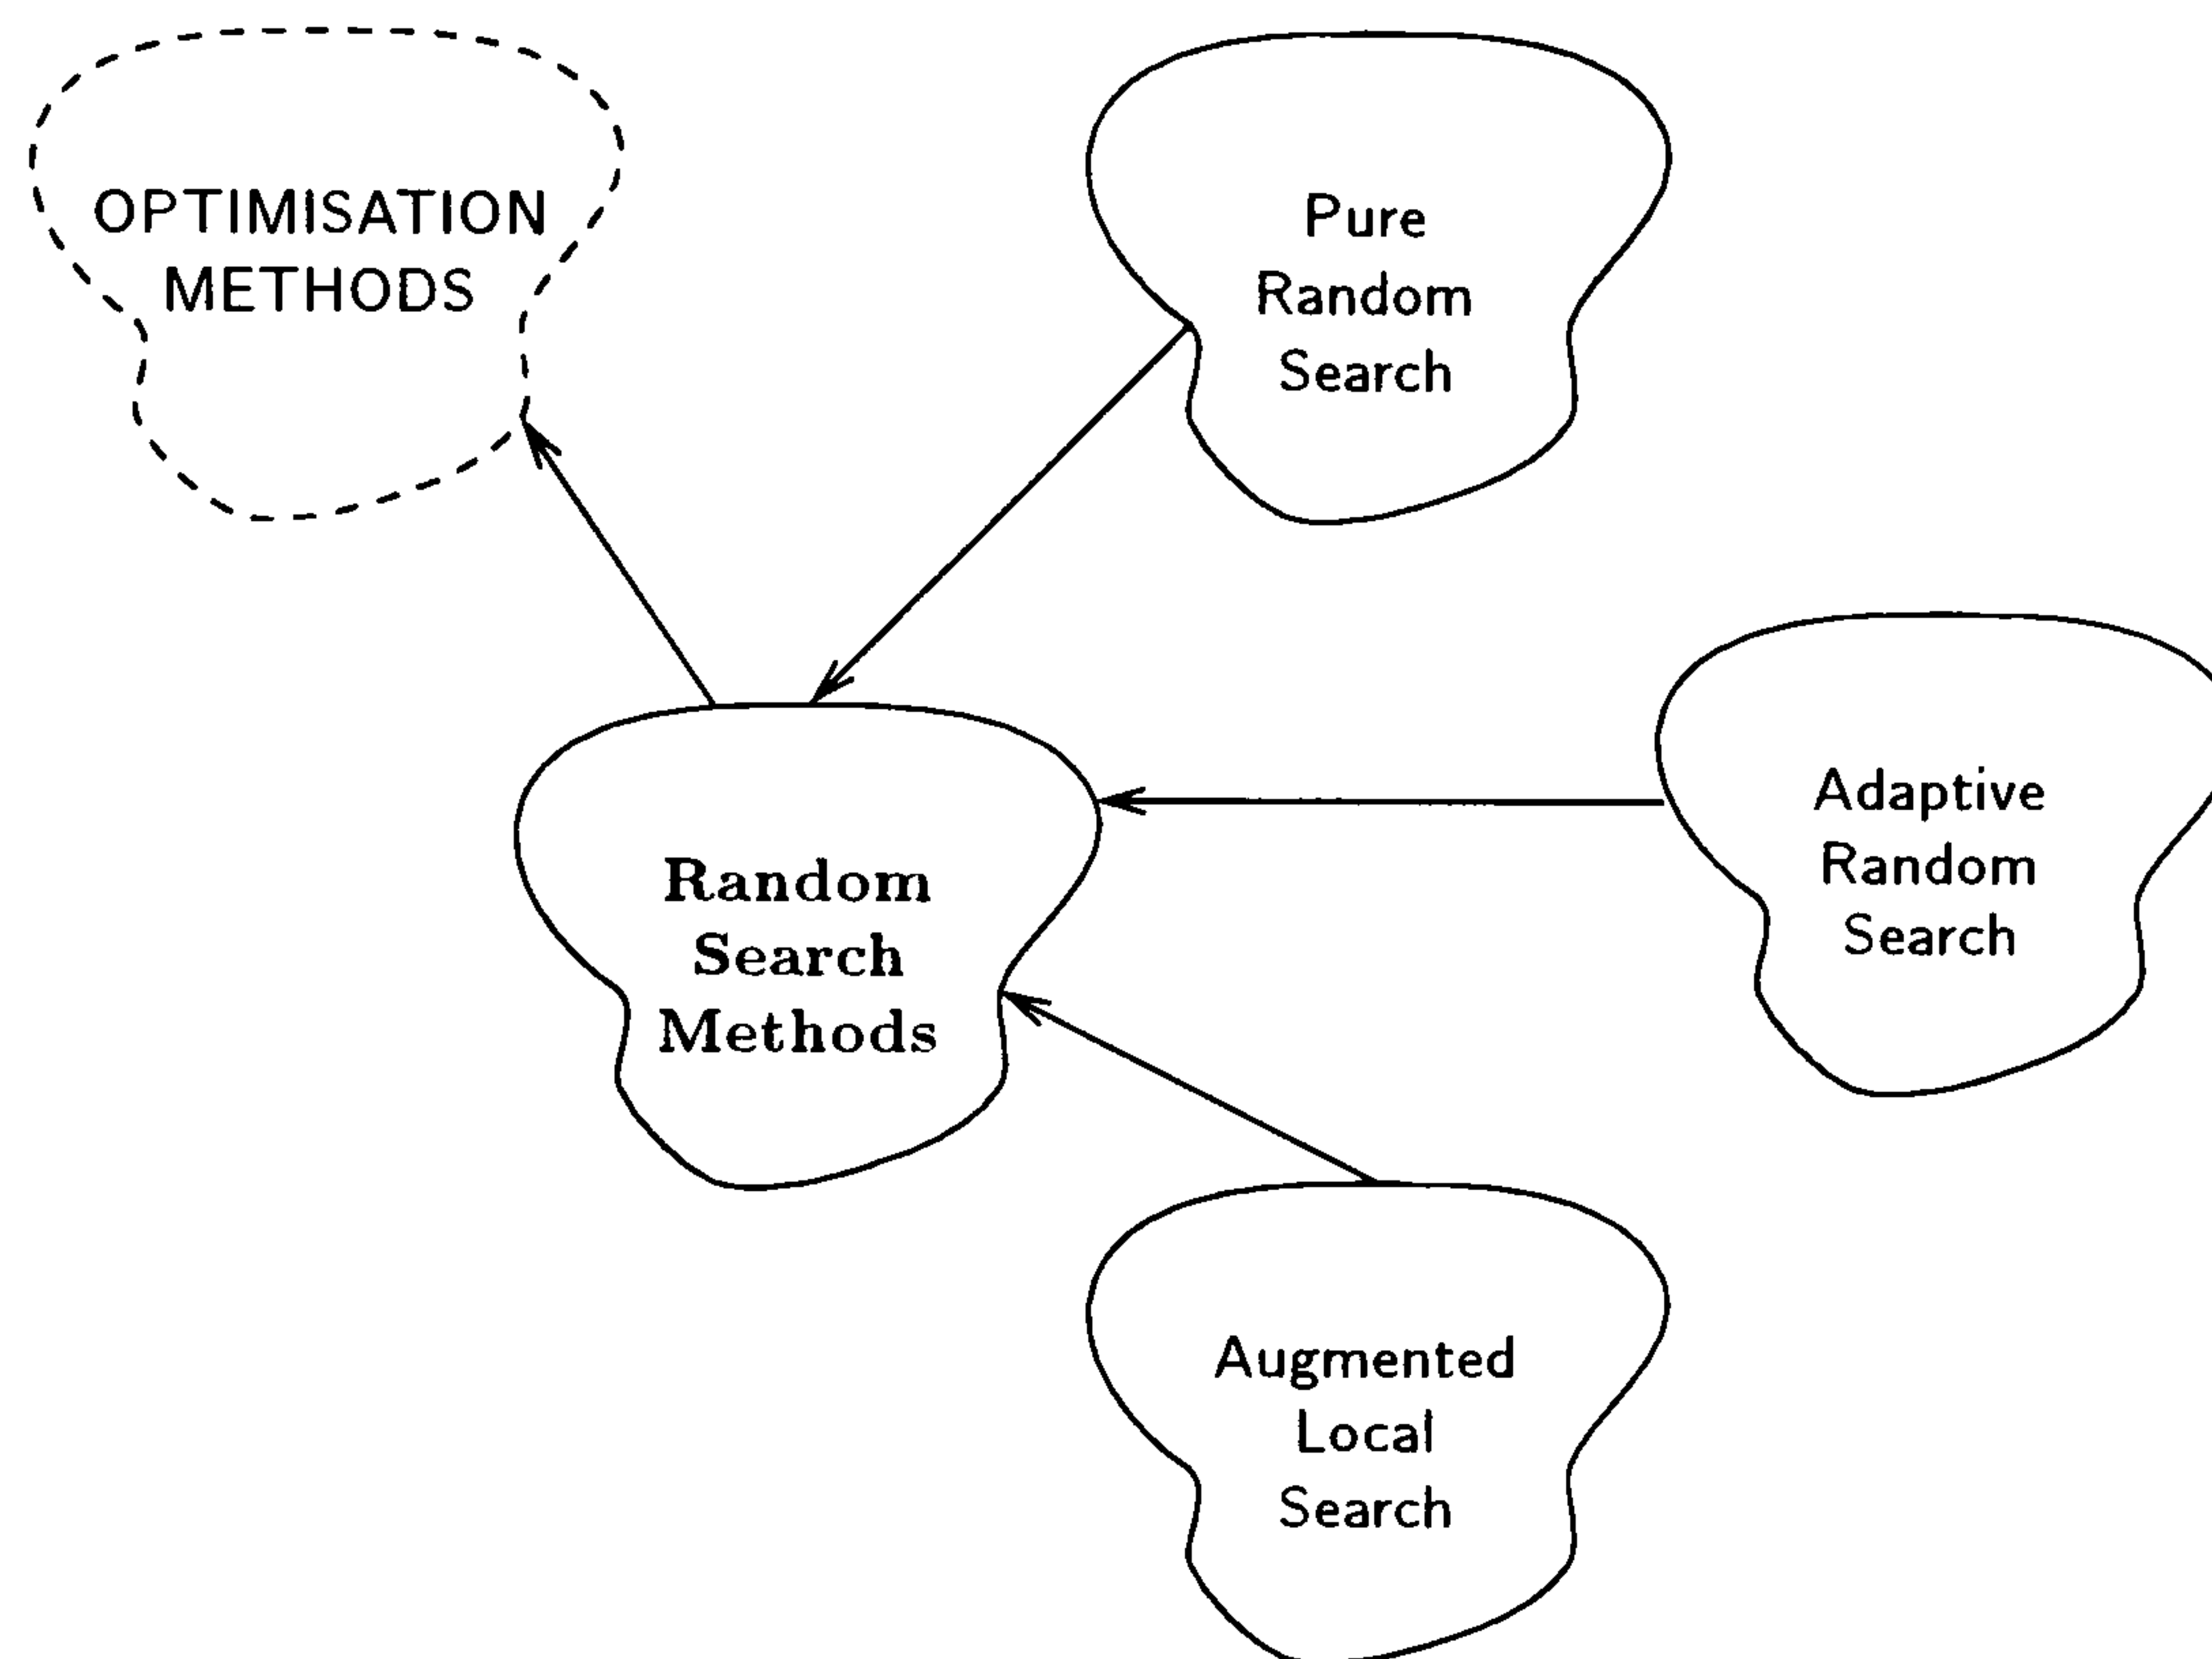 OPTIMISATION
METHODS
Pure
Random
Search
Adaptive
Random
Search
Random
Search
Methods
Augmented
Local
Search